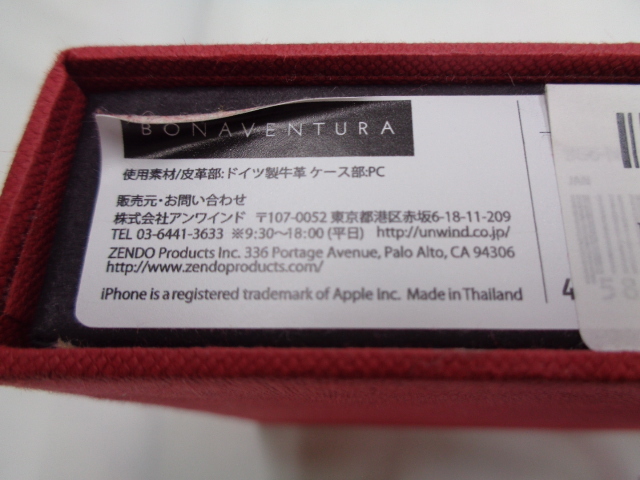 BONAVENTURA
使用素材/皮革部:ドイツ製牛革 ケース部:PC
販売元・お問い合わせ
株式会社アンワインド 〒107-0052 東京都港区赤坂6-18-11-209
TEL 03-6441-3633 ※9:30~18:00 (平日) http://unwind.co.jp/
ZENDO Products Inc. 336 Portage Avenue, Palo Alto, CA 94306
http://www.zendoproducts.com/
iPhone is a registered trademark of Apple Inc. Made in Thailand
4
58